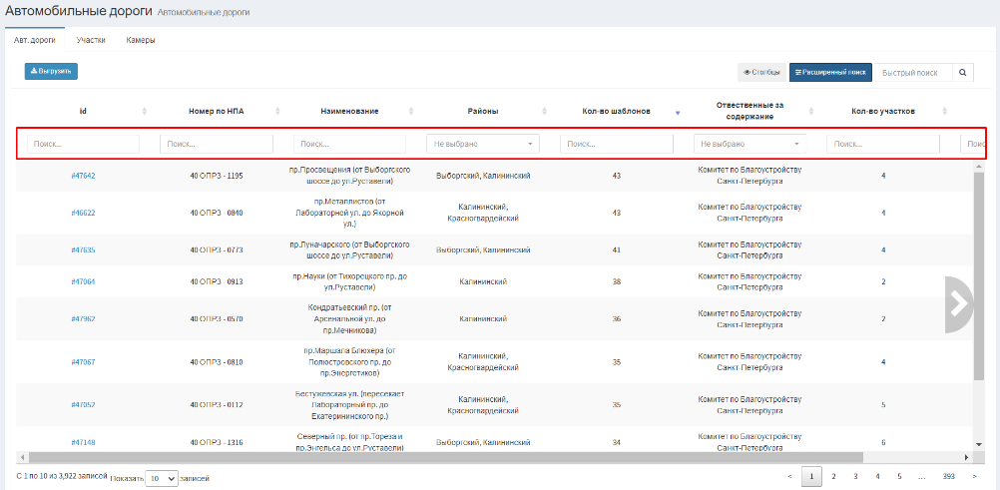 Автомобильные дороги Автомобильные дороги
Авт. дороги Участки Камеры
Выгрузить Столбцы Расширенный поиск Быстрый поиск
id Номер по НПА Наименование Районы Кол-во шаблонов Отвественные за содержание Кол-во участков
Поиск... Поиск... Поиск... Не выбрано Поиск... Не выбрано Поиск... Поис
#47642 40 ОПРЗ - 1195 пр.Просвещения (от Выборгского шоссе до ул.Руставели) Выборгский, Калининский 43 Комитет по Благоустройству Санкт-Петербурга 4
#46622 40 ОПРЗ - 0840 пр.Металлистов (от Лабораторной ул. до Якорной ул.) Калининский, Красногвардейский 43 Комитет по Благоустройству Санкт-Петербурга 4
#47635 40 ОПРЗ - 0773 пр.Луначарского (от Выборгского шоссе до ул.Руставели) Выборгский, Калининский 41 Комитет по Благоустройству Санкт-Петербурга 4
#47064 40 ОПРЗ - 0913 пр.Науки (от Тихорецкого пр. до ул.Руставели) Калининский 38 Комитет по Благоустройству Санкт-Петербурга 2
#47962 40 ОПРЗ - 0570 Кондратьевский пр. (от Арсенальной ул. до пр.Мечникова) Калининский 36 Комитет по Благоустройству Санкт-Петербурга 2
#47067 40 ОПРЗ - 0810 пр.Маршала Блюхера (от Полюстровского пр. до пр.Энергетиков) Калининский, Красногвардейский 35 Комитет по Благоустройству Санкт-Петербурга 4
#47052 40 ОПРЗ - 0112 Бестужевская ул. (пересекает Лабораторный пр. до Екатерининского пр.) Калининский, Красногвардейский 35 Комитет по Благоустройству Санкт-Петербурга 5
#47148 40 ОПРЗ - 1316 Северный пр. (от пр.Тореза и пр.Энгельса до ул.Руставели) Выборгский, Калининский 34 Комитет по Благоустройству Санкт-Петербурга 6
С 1 по 10 из 3,922 записей Показать 10 записей < 1 2 3 4 5 ... 393 >